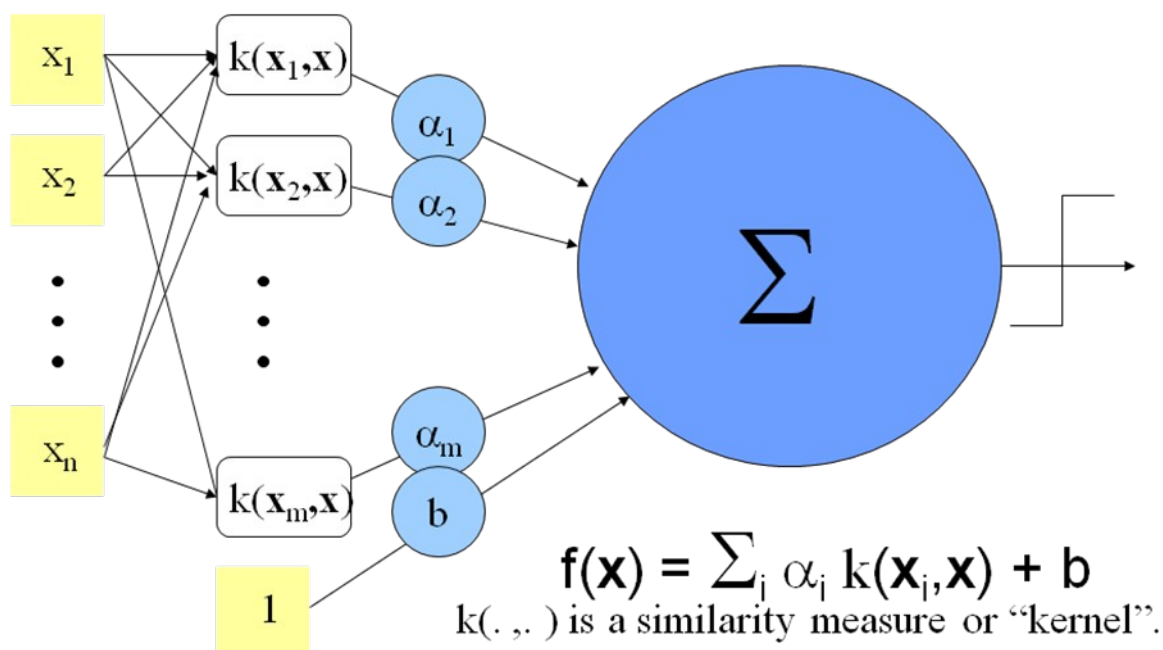 x₁
k(x₁,x)
α₁
x₂
k(x₂,x)
α₂
Σ
xₙ
αₘ
k(xₘ,x)
b
1
f(x) = Σᵢ αᵢ k(xᵢ,x) + b
k(. ,. ) is a similarity measure or “kernel”.